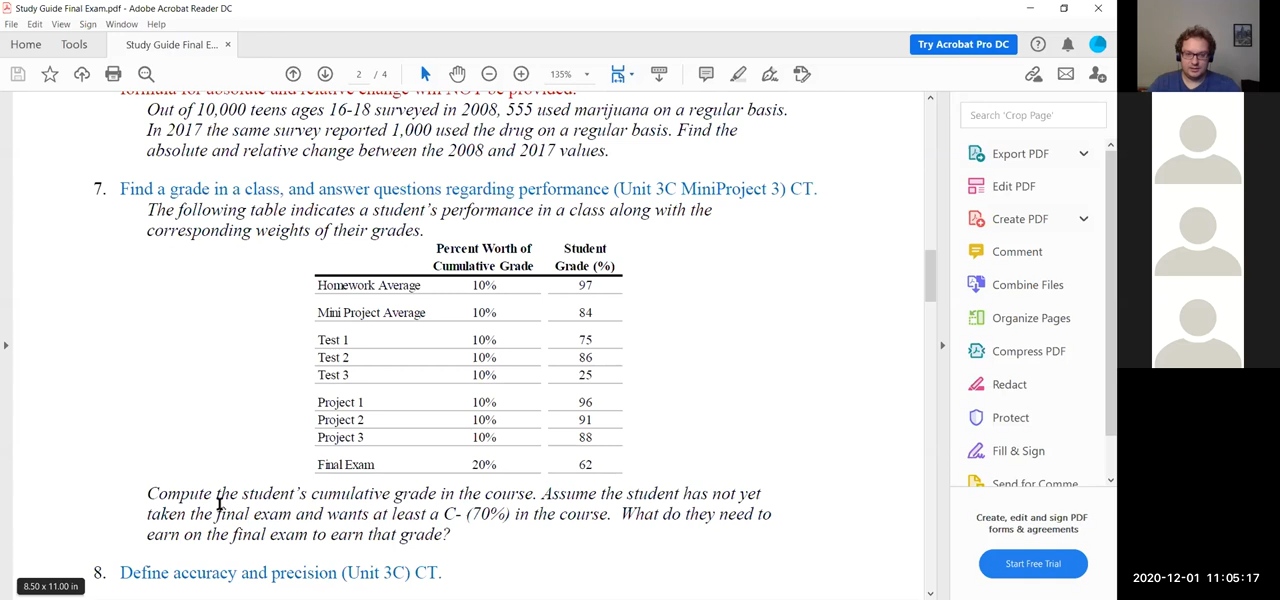 Study Guide Final Exam.pdf - Adobe Acrobat Reader DC
File Edit View Sign Window Help
Home Tools Study Guide Final E... ×
Try Acrobat Pro DC
2 / 4 135%
formula for absolute and relative change will NOT be provided.
Out of 10,000 teens ages 16-18 surveyed in 2008, 555 used marijuana on a regular basis.
In 2017 the same survey reported 1,000 used the drug on a regular basis. Find the
absolute and relative change between the 2008 and 2017 values.
7. Find a grade in a class, and answer questions regarding performance (Unit 3C MiniProject 3) CT.
The following table indicates a student's performance in a class along with the
corresponding weights of their grades.
Percent Worth of Student
Cumulative Grade Grade (%)
Homework Average 10% 97
Mini Project Average 10% 84
Test 1 10% 75
Test 2 10% 86
Test 3 10% 25
Project 1 10% 96
Project 2 10% 91
Project 3 10% 88
Final Exam 20% 62
Compute the student's cumulative grade in the course. Assume the student has not yet
taken the final exam and wants at least a C- (70%) in the course. What do they need to
earn on the final exam to earn that grade?
8. Define accuracy and precision (Unit 3C) CT.
8.50 x 11.00 in
Search 'Crop Page'
Export PDF
Edit PDF
Create PDF
Comment
Combine Files
Organize Pages
Compress PDF
Redact
Protect
Fill & Sign
Send for Comme
Create, edit and sign PDF
forms & agreements
Start Free Trial
2020-12-01 11:05:17